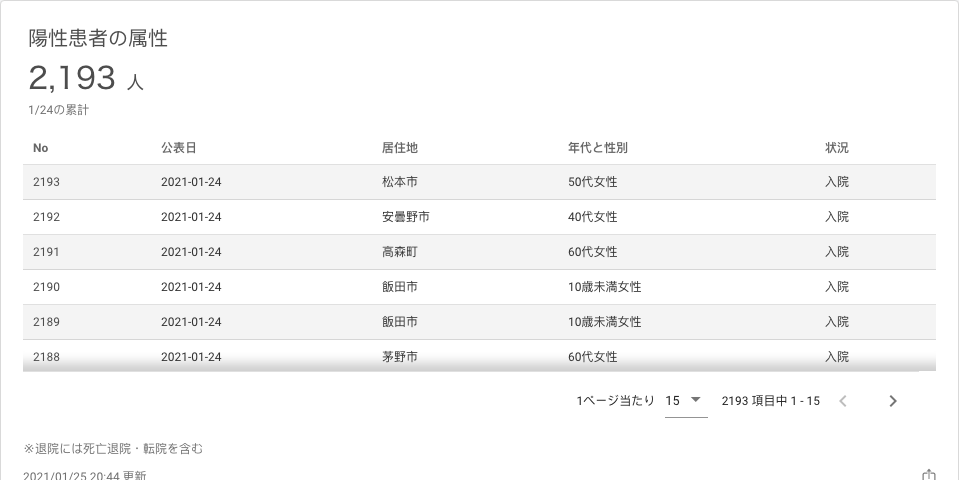 陽性患者の属性
2,193 人
1/24の累計
No 公表日 居住地 年代と性別 状況
2193 2021-01-24 松本市 50代女性 入院
2192 2021-01-24 安曇野市 40代女性 入院
2191 2021-01-24 高森町 60代女性 入院
2190 2021-01-24 飯田市 10歳未満女性 入院
2189 2021-01-24 飯田市 10歳未満女性 入院
2188 2021-01-24 茅野市 60代女性 入院
1ページ当たり 15 2193 項目中 1 - 15
※退院には死亡退院・転院を含む
2021/01/25 20:44 更新